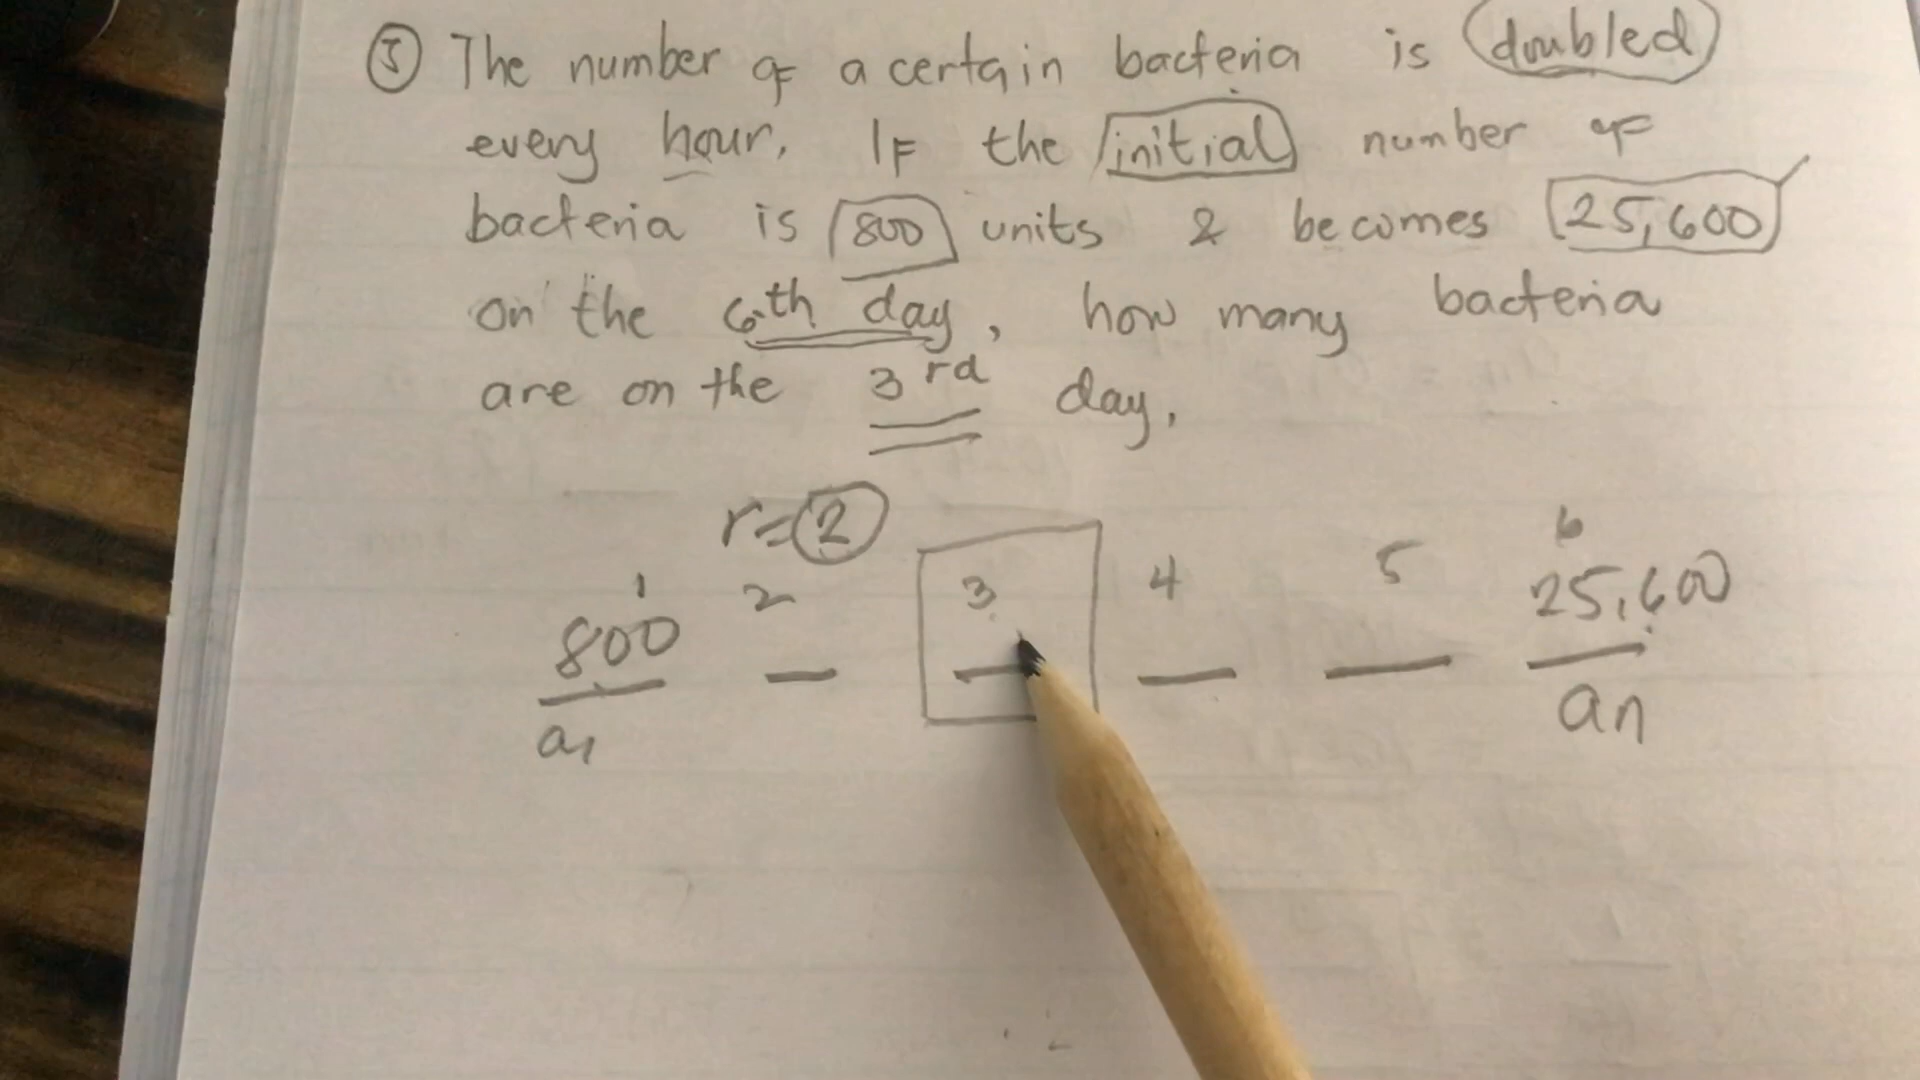 ⑤ The number of a certain bacteria is doubled
every hour. If the initial number of
bacteria is 800 units & becomes 25,600
on the 6th day, how many bacteria
are on the 3rd day.
r=2
1 2 3 4 5 6
800 25,600
a1 an